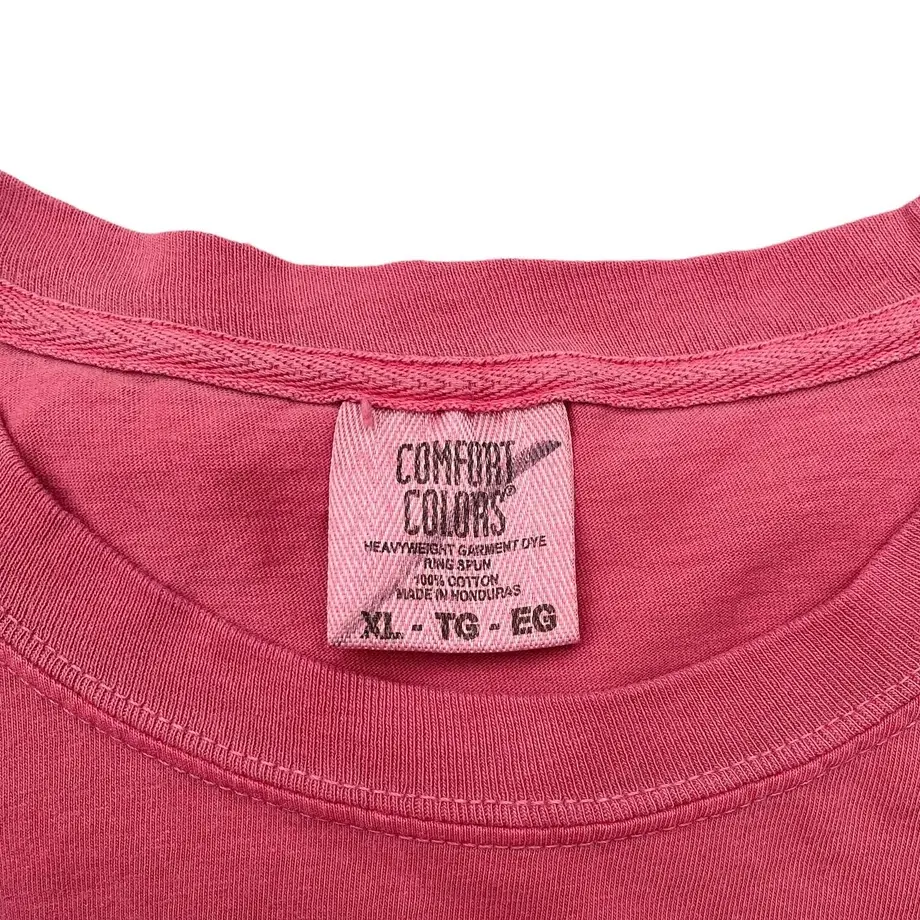 COMFORT
COLORS®
HEAVYWEIGHT GARMENT DYE
RING SPUN
100% COTTON
MADE IN HONDURAS
XL - TG - EG